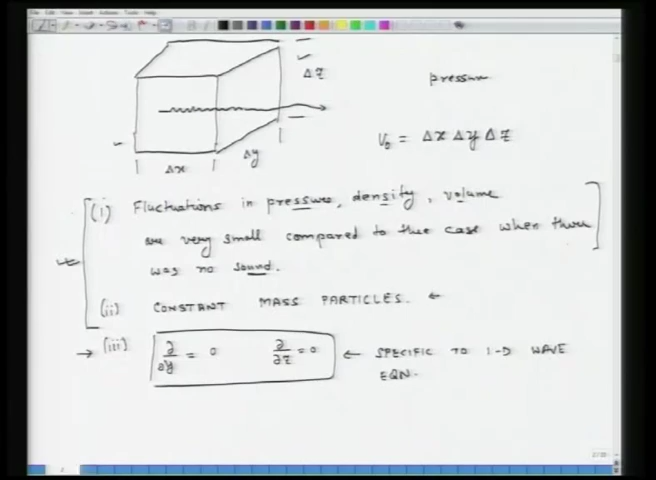 ΔZ
pressure
V₀ = Δx Δy Δz
Δx
Δy
(i) Fluctuations in pressure, density, volume
are very small compared to the case when there
was no sound.
(ii) CONSTANT MASS PARTICLES. ←
→ (iii) ∂/∂y = 0 ∂/∂z = 0 ← SPECIFIC TO 1-D WAVE
EQN.